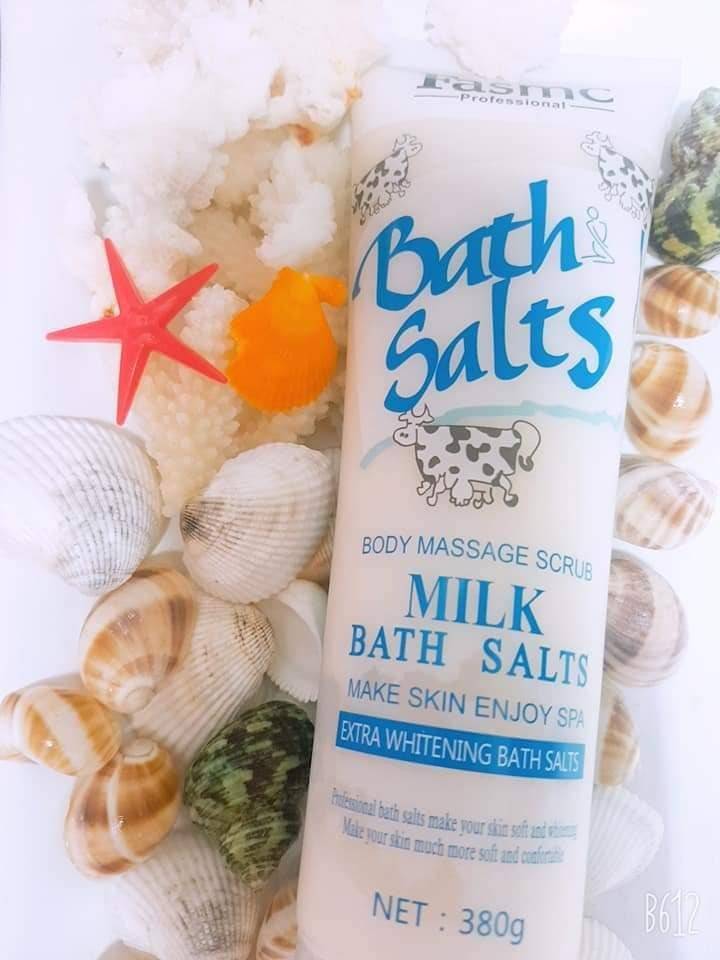 Fasmc
Professional
Bath
Salts
BODY MASSAGE SCRUB
MILK
BATH SALTS
MAKE SKIN ENJOY SPA
EXTRA WHITENING BATH SALTS
Professional bath salts make your skin soft and whitening
Make your skin much more soft and comfortable
NET : 380g
B612